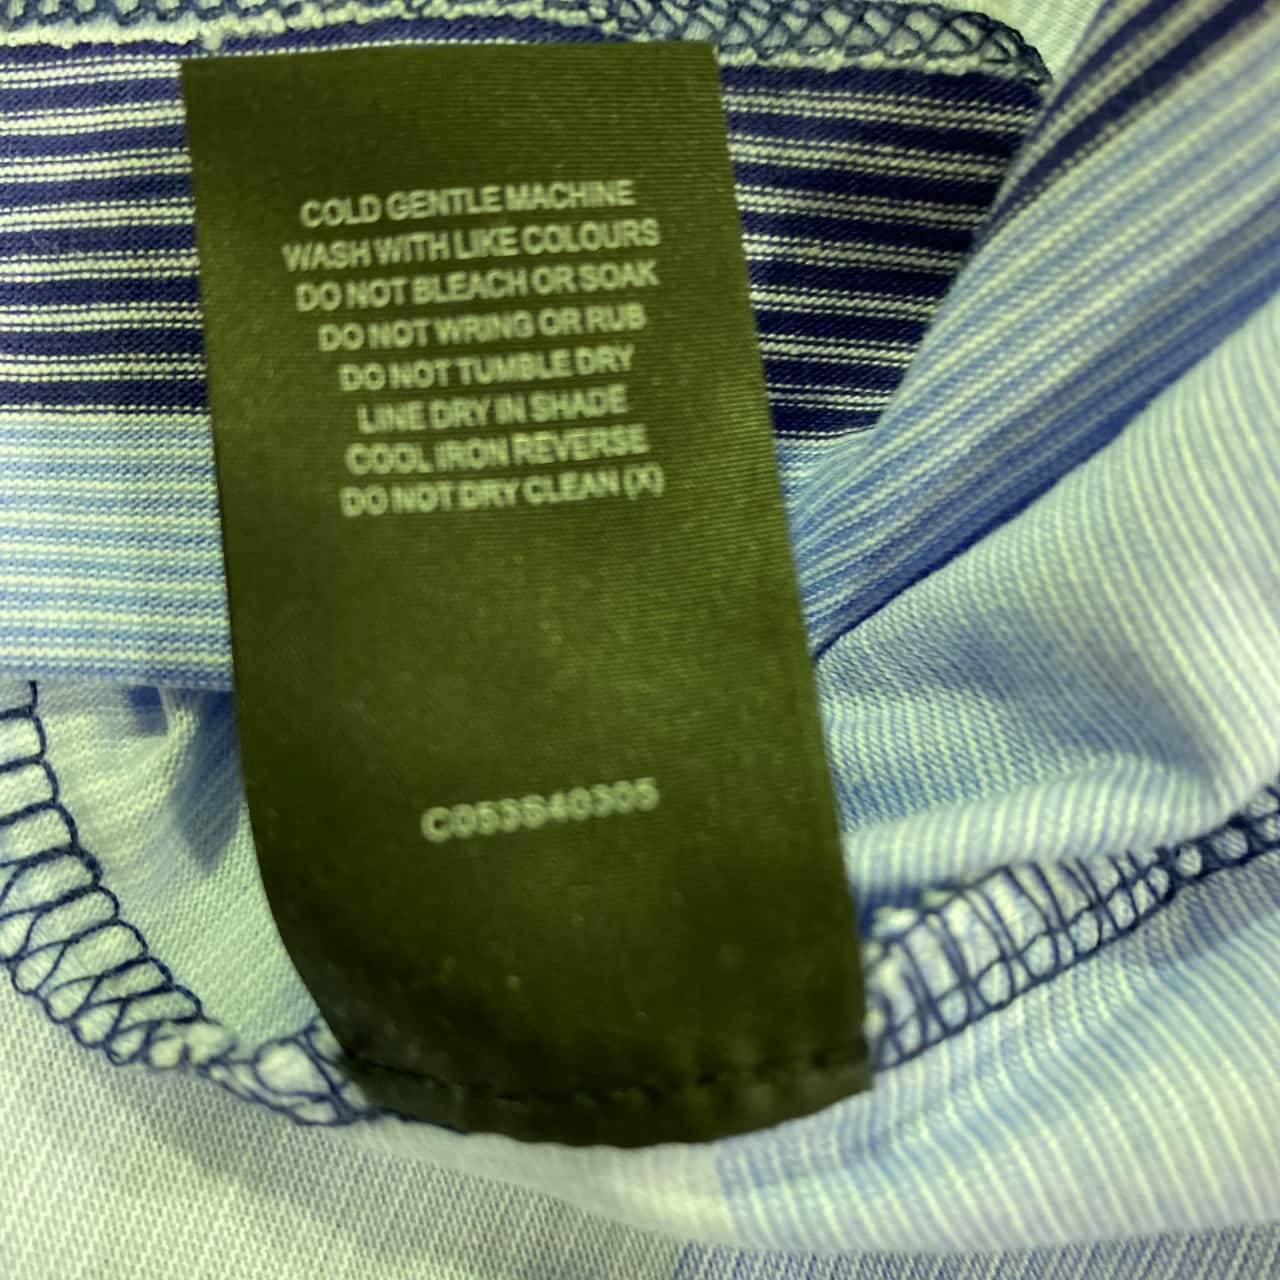 COLD GENTLE MACHINE
WASH WITH LIKE COLOURS
DO NOT BLEACH OR SOAK
DO NOT WRING OR RUB
DO NOT TUMBLE DRY
LINE DRY IN SHADE
COOL IRON REVERSE
DO NOT DRY CLEAN (X)
C053S40305